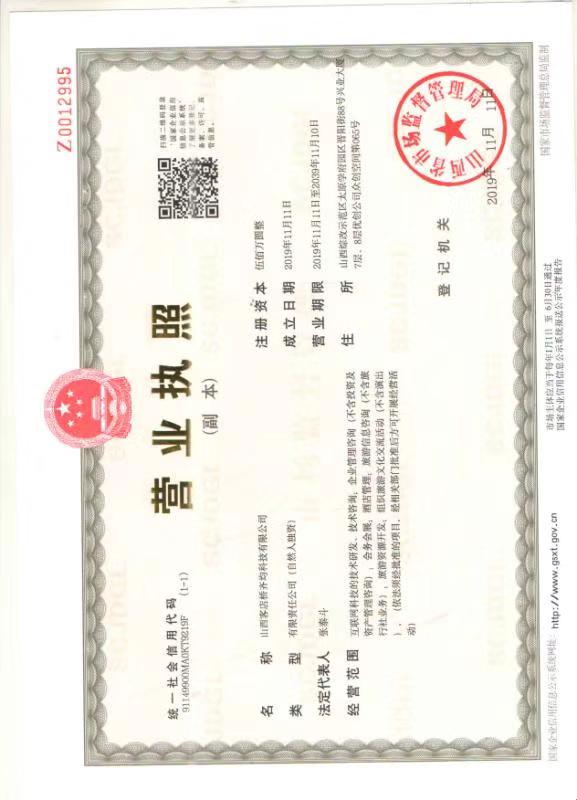 Z0012995
统一社会信用代码
91149900MA0KT9219F (1-1)
营业执照
(副 本)
扫描二维码登录
"国家企业信用
信息公示系统"
了解更多登记、
备案、许可、监
管信息。
名 称 山西客店桥齐均科技有限公司
类 型 有限责任公司(自然人独资)
法定代表人 张泰斗
经营范围 互联网科技的技术研发、技术咨询,企业管理咨询(不含投资及
资产管理咨询),会务会展,酒店管理,旅游信息咨询(不含旅
行社业务),旅游资源开发,组织旅游文化交流活动(不含演出
)。(依法须经批准的项目,经相关部门批准后方可开展经营活
动)
注册资本 伍佰万圆整
成立日期 2019年11月11日
营业期限 2019年11月11日至2039年11月10日
住 所 山西综改示范区太原学府园区晋阳街88号兴业大厦
7层、8层优创公司众创空间第065号
登记机关
山西省市场监督管理局
2019年 11月 11日
国家企业信用信息公示系统网址: http://www.gsxt.gov.cn
市场主体应当于每年1月1日 至 6月30日通过
国家企业信用信息公示系统报送公示年度报告
国家市场监督管理总局监制